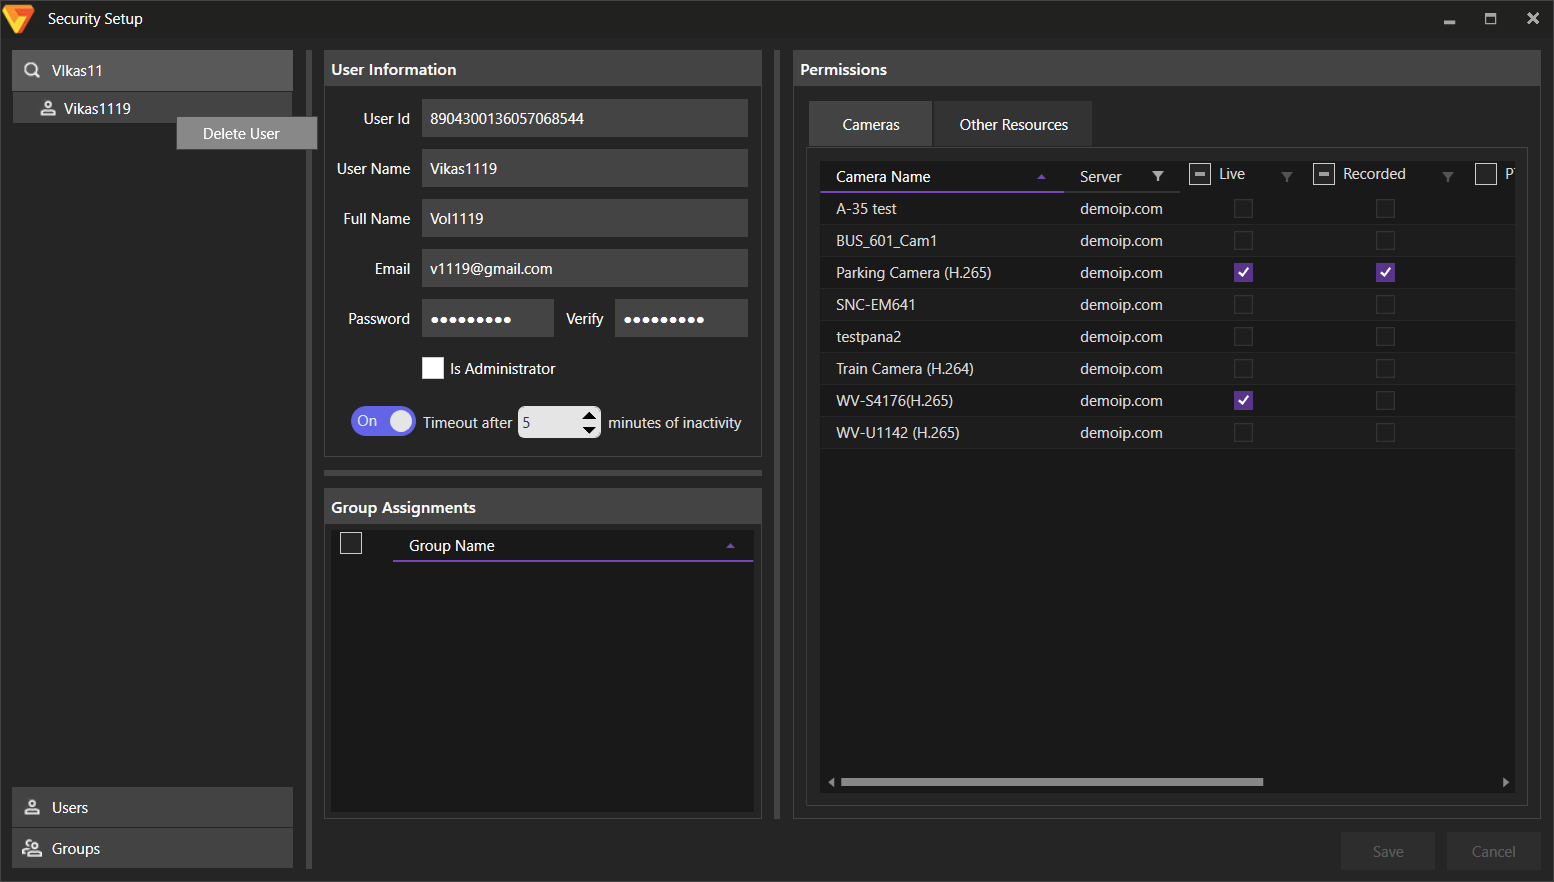 Security Setup
VIkas11
Vikas1119
Delete User
Users
Groups
User Information
User Id 8904300136057068544
User Name Vikas1119
Full Name Vol1119
Email v1119@gmail.com
Password ●●●●●●●●● Verify ●●●●●●●●●
Is Administrator
On Timeout after 5 minutes of inactivity
Group Assignments
Group Name
Permissions
Cameras Other Resources
Camera Name Server Live Recorded
A-35 test demoip.com
BUS_601_Cam1 demoip.com
Parking Camera (H.265) demoip.com
SNC-EM641 demoip.com
testpana2 demoip.com
Train Camera (H.264) demoip.com
WV-S4176(H.265) demoip.com
WV-U1142 (H.265) demoip.com
Save Cancel